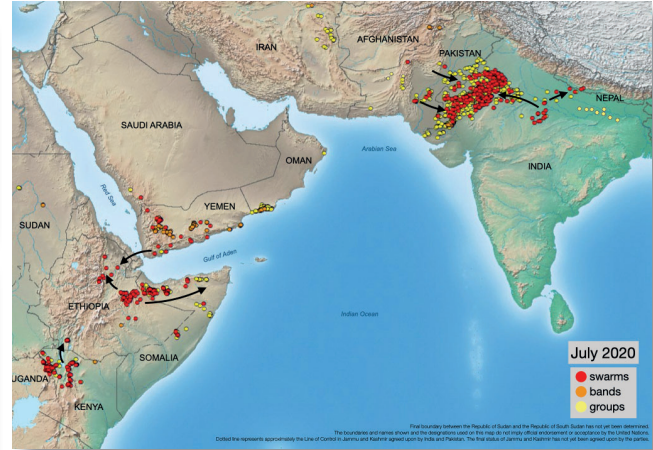 IRAN
AFGHANISTAN
PAKISTAN
NEPAL
SAUDI ARABIA
OMAN
Arabian Sea
INDIA
Red Sea
YEMEN
SUDAN
Gulf of Aden
ETHIOPIA
Indian Ocean
SOMALIA
UGANDA
KENYA
July 2020
swarms
bands
groups
Final boundary between the Republic of Sudan and the Republic of South Sudan has not yet been determined.
The boundaries and names shown and the designations used on this map do not imply official endorsement or acceptance by the United Nations.
Dotted line represents approximately the Line of Control in Jammu and Kashmir agreed upon by India and Pakistan. The final status of Jammu and Kashmir has not yet been agreed upon by the parties.